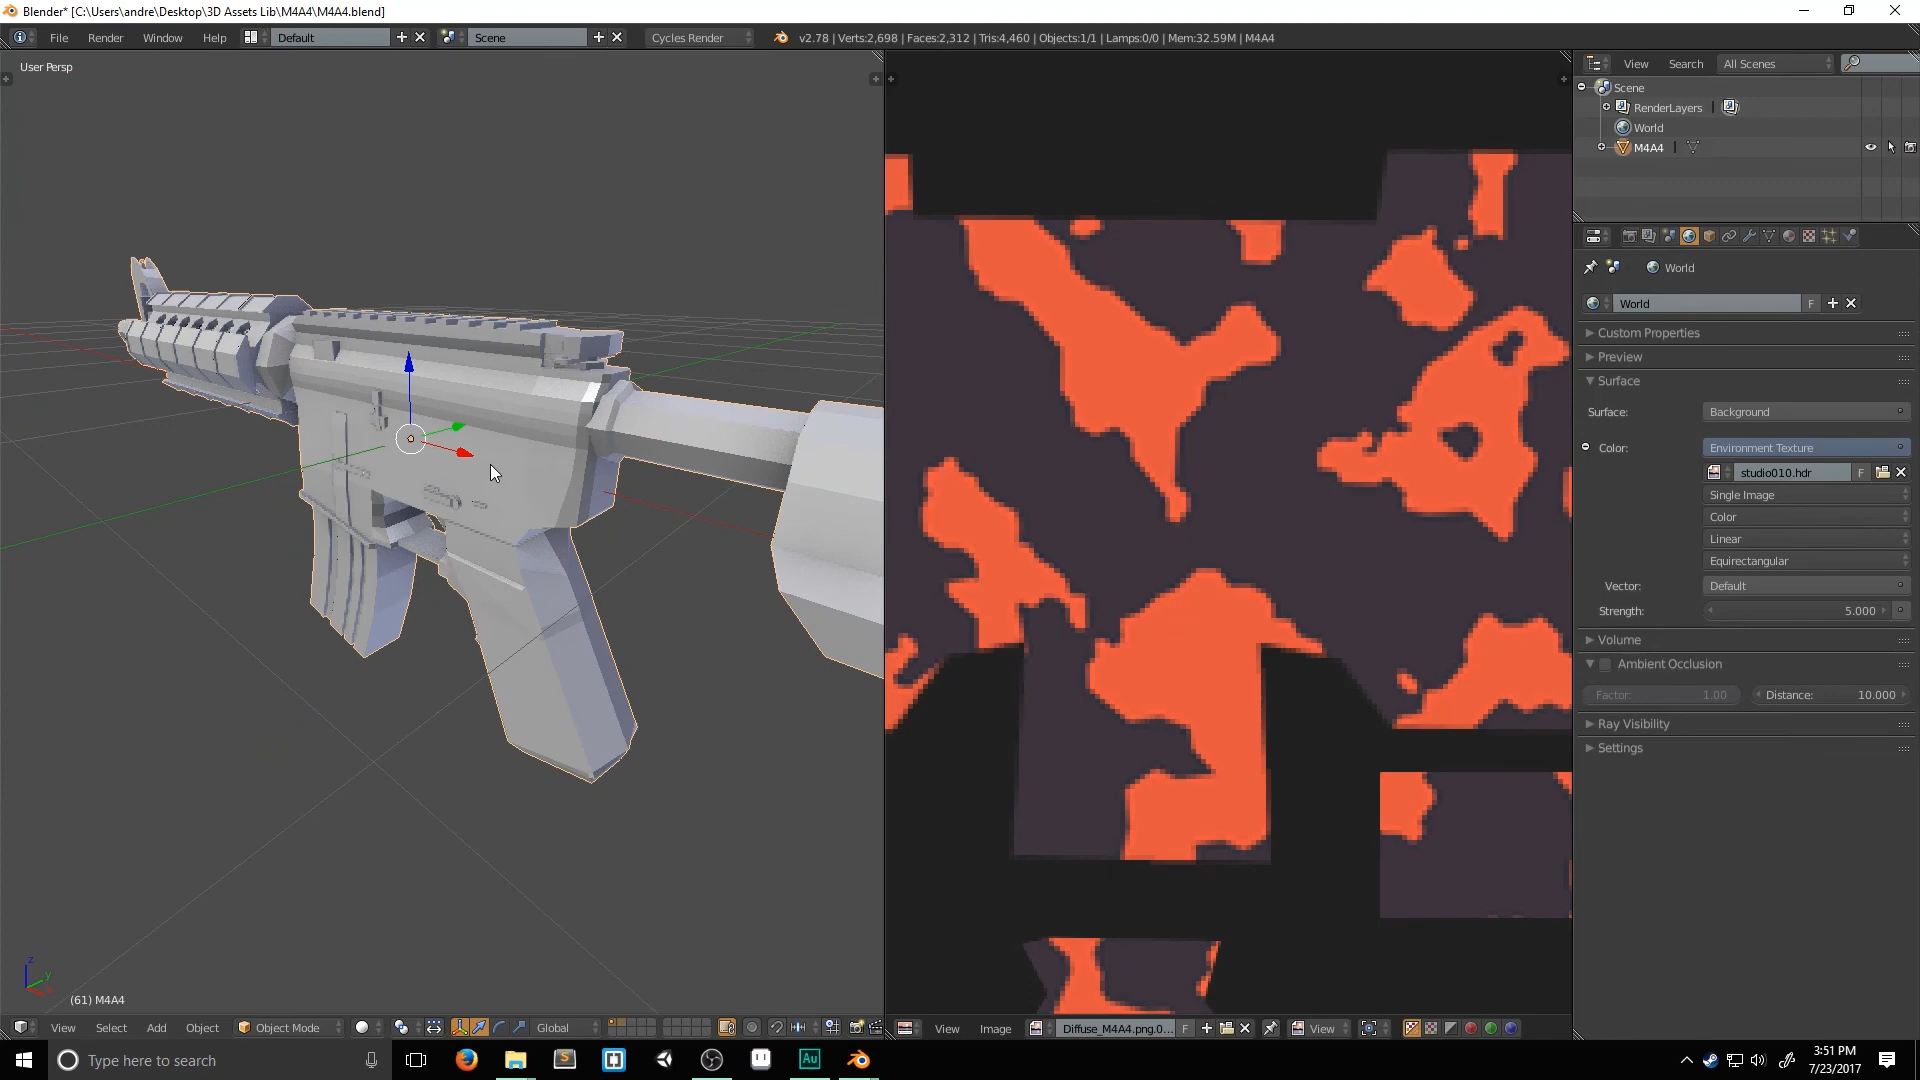 Blender* [C:\Users\andre\Desktop\3D Assets Lib\M4A4\M4A4.blend]
File Render Window Help Default Scene Cycles Render v2.78 | Verts:2,698 | Faces:2,312 | Tris:4,460 | Objects:1/1 | Lamps:0/0 | Mem:32.59M | M4A4
User Persp
View Search All Scenes
Scene
RenderLayers
World
M4A4
World
World F
Custom Properties
Preview
Surface
Surface: Background
Color: Environment Texture
studio010.hdr F
Single Image
Color
Linear
Equirectangular
Vector: Default
Strength: 5.000
Volume
Ambient Occlusion
Factor: 1.00 Distance: 10.000
Ray Visibility
Settings
z
y
(61) M4A4
View Select Add Object Object Mode Global
View Image Diffuse_M4A4.png.0... F View
Type here to search
Au
3:51 PM
7/23/2017